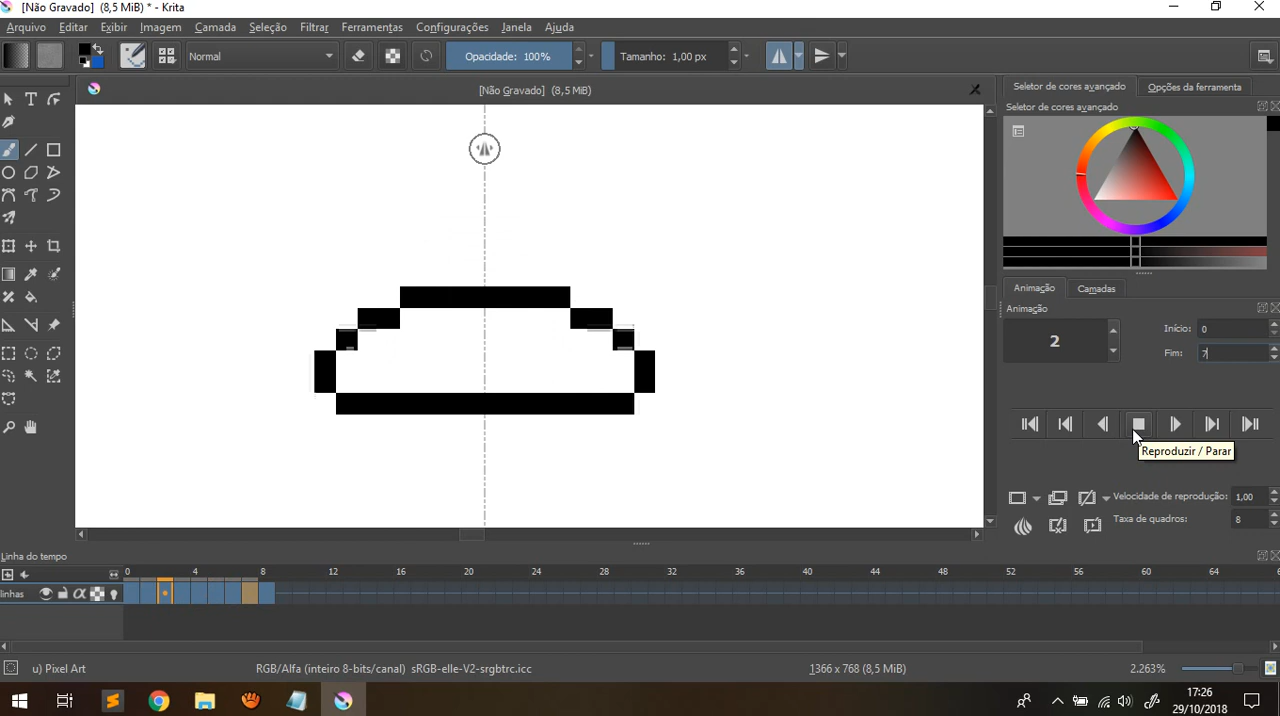 [Não Gravado] (8,5 MiB) * - Krita
Arquivo Editar Exibir Imagem Camada Seleção Filtrar Ferramentas Configurações Janela Ajuda
Normal Opacidade: 100% Tamanho: 1,00 px
[Não Gravado] (8,5 MiB)
Seletor de cores avançado Opções da ferramenta
Seletor de cores avançado
Animação Camadas
Animação
2
Início: 0
Fim: 7
Reproduzir / Parar
Velocidade de reprodução: 1,00
Taxa de quadros: 8
Linha do tempo
0 4 8 12 16 20 24 28 32 36 40 44 48 52 56 60 64
linhas
u) Pixel Art RGB/Alfa (inteiro 8-bits/canal) sRGB-elle-V2-srgbtrc.icc 1366 x 768 (8,5 MiB) 2.263%
17:26
29/10/2018